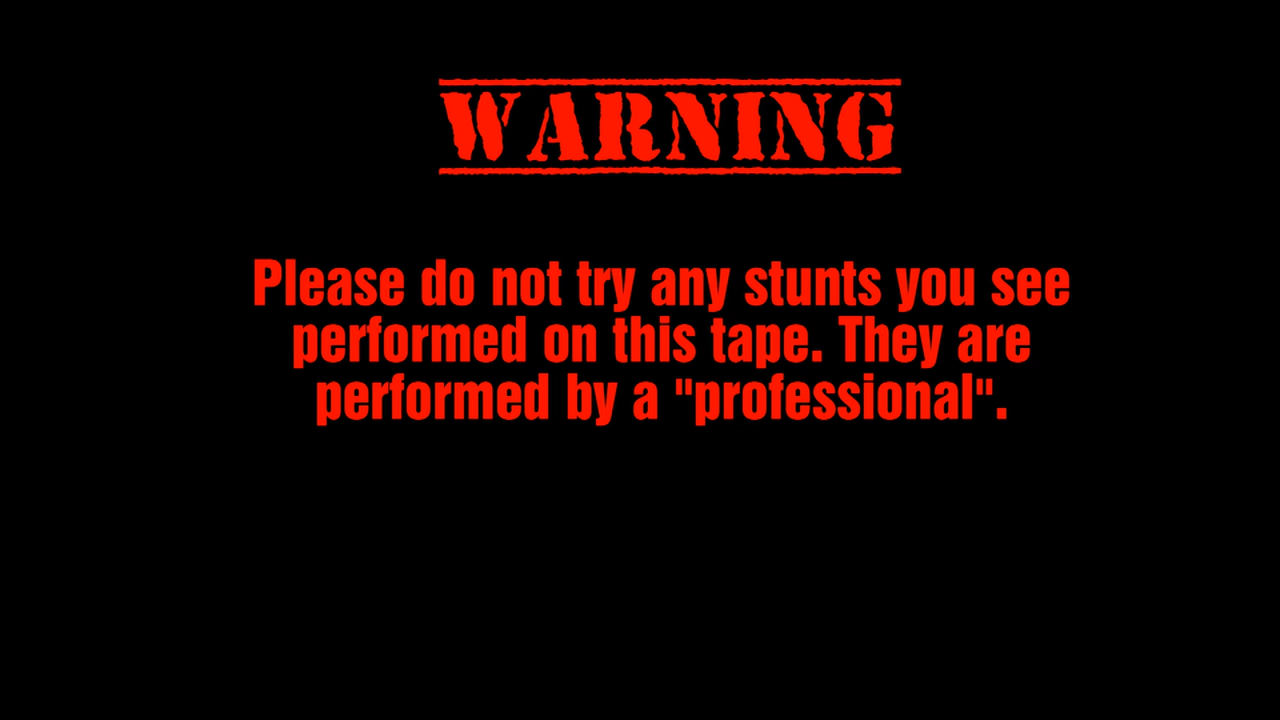 WARNING
Please do not try any stunts you see
performed on this tape. They are
performed by a "professional".